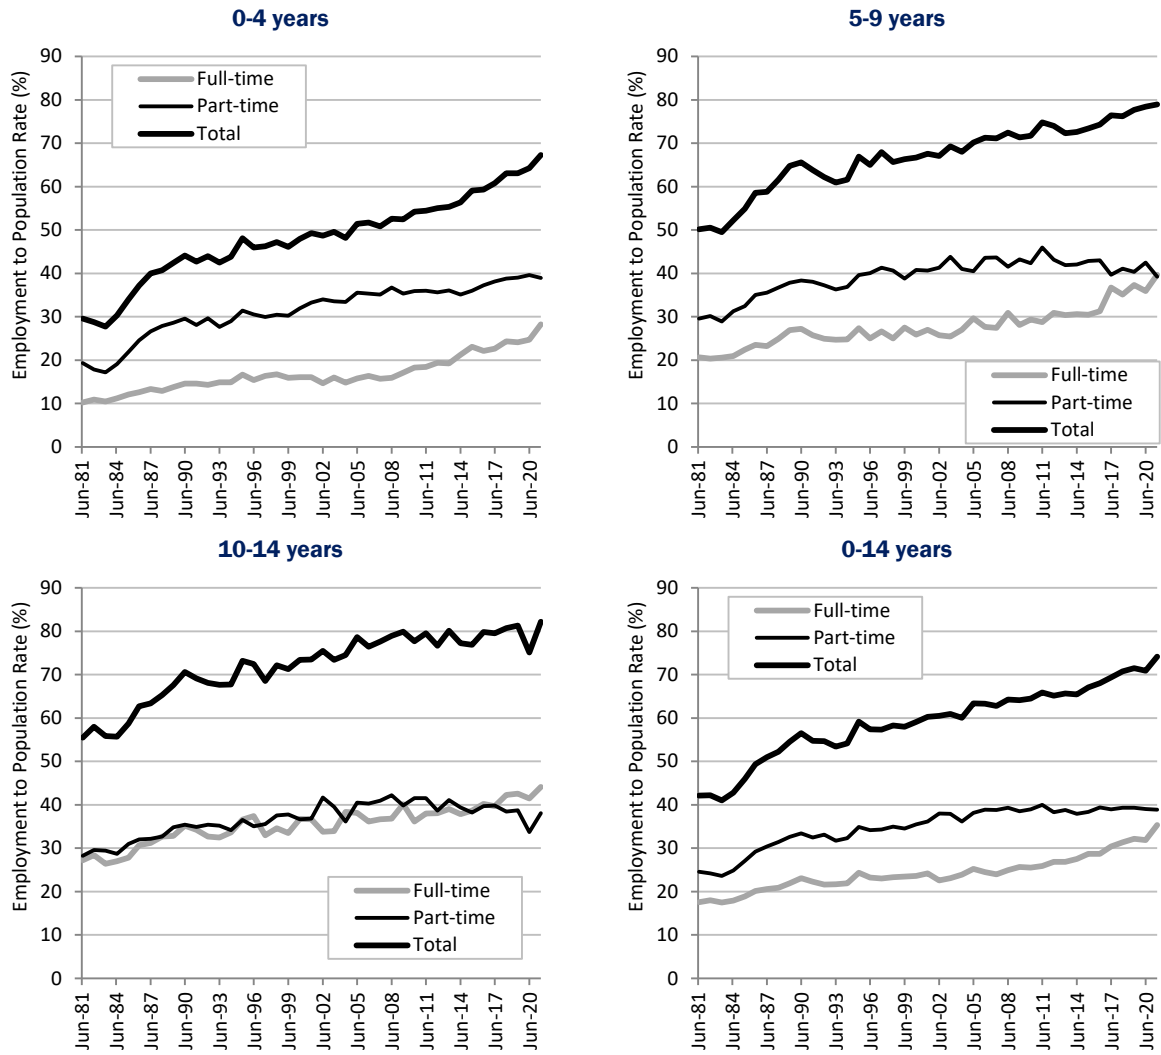 0-4 years
Employment to Population Rate (%)
90
80
70
60
50
40
30
20
10
0
Full-time
Part-time
Total
Jun-81
Jun-84
Jun-87
Jun-90
Jun-93
Jun-96
Jun-99
Jun-02
Jun-05
Jun-08
Jun-11
Jun-14
Jun-17
Jun-20
5-9 years
Employment to Population Rate (%)
90
80
70
60
50
40
30
20
10
0
Full-time
Part-time
Total
Jun-81
Jun-84
Jun-87
Jun-90
Jun-93
Jun-96
Jun-99
Jun-02
Jun-05
Jun-08
Jun-11
Jun-14
Jun-17
Jun-20
10-14 years
Employment to Population Rate (%)
90
80
70
60
50
40
30
20
10
0
Full-time
Part-time
Total
Jun-81
Jun-84
Jun-87
Jun-90
Jun-93
Jun-96
Jun-99
Jun-02
Jun-05
Jun-08
Jun-11
Jun-14
Jun-17
Jun-20
0-14 years
Employment to Population Rate (%)
90
80
70
60
50
40
30
20
10
0
Full-time
Part-time
Total
Jun-81
Jun-84
Jun-87
Jun-90
Jun-93
Jun-96
Jun-99
Jun-02
Jun-05
Jun-08
Jun-11
Jun-14
Jun-17
Jun-20